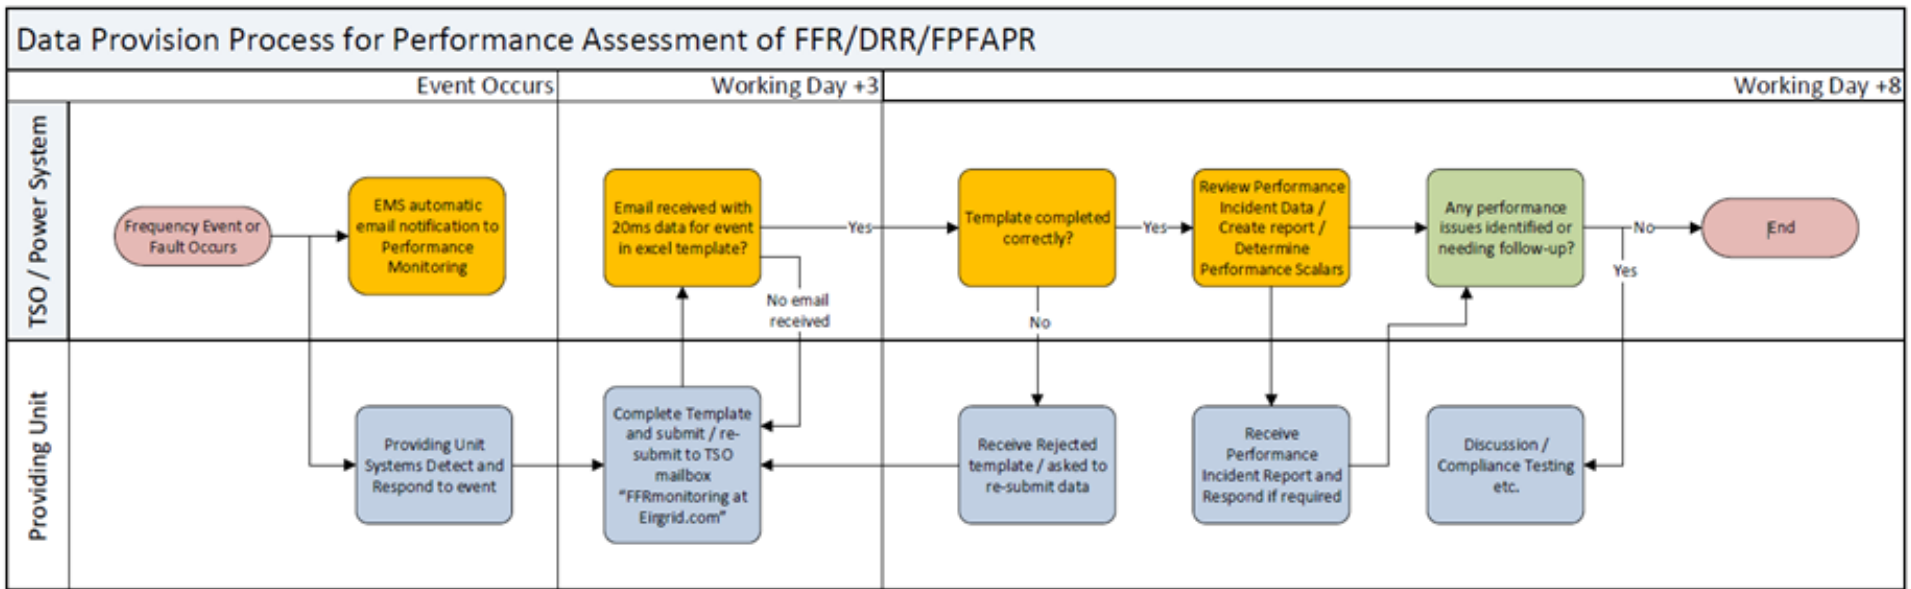 Data Provision Process for Performance Assessment of FFR/DRR/FPFAPR
Event Occurs
Working Day +3
Working Day +8
TSO / Power System
Frequency Event or
Fault Occurs
EMS automatic
email notification to
Performance
Monitoring
Email received with
20ms data for event
in excel template?
Yes
No email
received
Template completed
correctly?
Yes
No
Review Performance
Incident Data /
Create report /
Determine
Performance Scalars
Any performance
issues identified or
needing follow-up?
No
Yes
End
Providing Unit
Providing Unit
Systems Detect and
Respond to event
Complete Template
and submit / re-
submit to TSO
mailbox
"FFRmonitoring at
Eirgrid.com"
Receive Rejected
template / asked to
re-submit data
Receive
Performance
Incident Report and
Respond if required
Discussion /
Compliance Testing
etc.